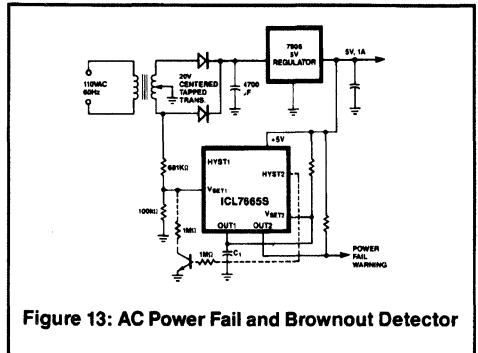 7905
5V
REGULATOR
5V, 1A
110VAC
60Hz
20V
CENTERED
TAPPED
TRANS.
4700
μF
+5V
681KΩ
HYST1
HYST2
VSET1
ICL7665S
100kΩ
VSET2
OUT1 OUT2
1MΩ
C1
1MΩ
POWER
FAIL
WARNING
Figure 13: AC Power Fail and Brownout Detector